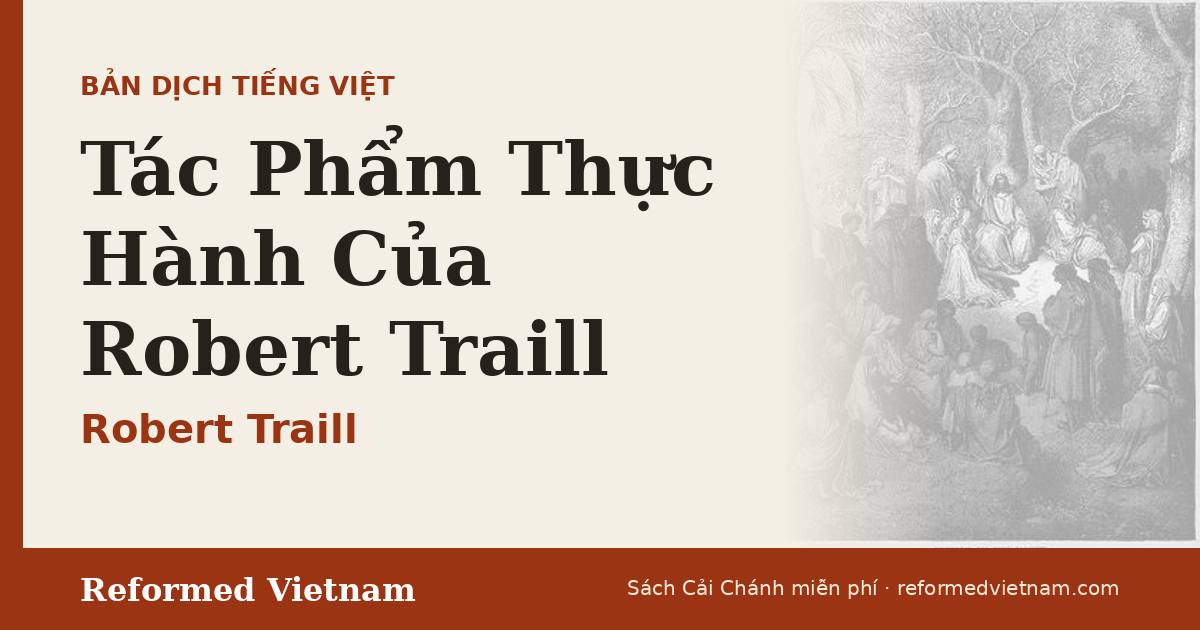 BẢN DỊCH TIẾNG VIỆT
Tác Phẩm Thực
Hành Của
Robert Traill
Robert Traill
Reformed Vietnam
Sách Cải Chánh miễn phí · reformedvietnam.com